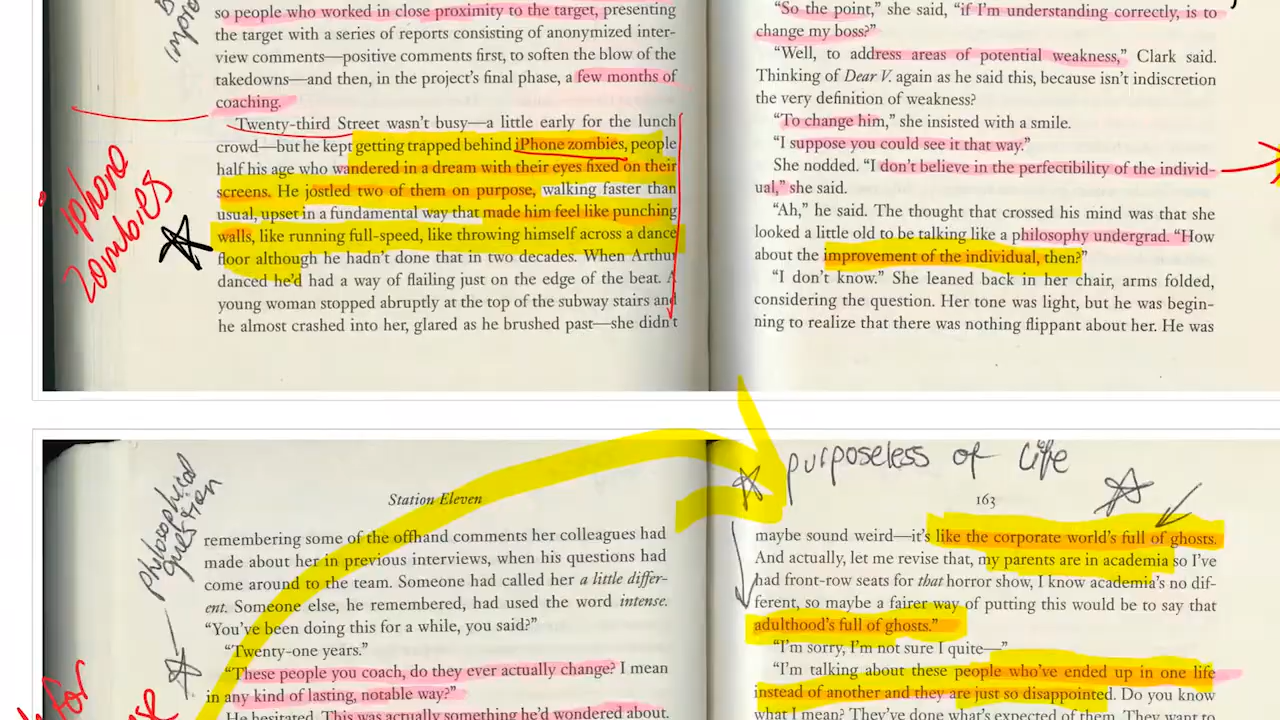 so people who worked in close proximity to the target, presenting
the target with a series of reports consisting of anonymized inter-
view comments—positive comments first, to soften the blow of the
takedowns—and then, in the project's final phase, a few months of
coaching.
Twenty-third Street wasn't busy—a little early for the lunch
crowd—but he kept getting trapped behind iPhone zombies, people
half his age who wandered in a dream with their eyes fixed on their
screens. He jostled two of them on purpose, walking faster than
usual, upset in a fundamental way that made him feel like punching
walls, like running full-speed, like throwing himself across a dance
floor although he hadn't done that in two decades. When Arthur
danced he'd had a way of flailing just on the edge of the beat. A
young woman stopped abruptly at the top of the subway stairs and
he almost crashed into her, glared as he brushed past—she didn't
iphone
zombies
"So the point," she said, "if I'm understanding correctly, is to
change my boss?"
"Well, to address areas of potential weakness," Clark said.
Thinking of Dear V. again as he said this, because isn't indiscretion
the very definition of weakness?
"To change him," she insisted with a smile.
"I suppose you could see it that way."
She nodded. "I don't believe in the perfectibility of the individ-
ual," she said.
"Ah," he said. The thought that crossed his mind was that she
looked a little old to be talking like a philosophy undergrad. "How
about the improvement of the individual, then?"
"I don't know." She leaned back in her chair, arms folded,
considering the question. Her tone was light, but he was begin-
ning to realize that there was nothing flippant about her. He was
Philosophical
question
Station Eleven
remembering some of the offhand comments her colleagues had
made about her in previous interviews, when his questions had
come around to the team. Someone had called her a little differ-
ent. Someone else, he remembered, had used the word intense.
"You've been doing this for a while, you said?"
"Twenty-one years."
"These people you coach, do they ever actually change? I mean
in any kind of lasting, notable way?"
He hesitated. This was actually something he'd wondered about.
for
purposeless of life
163
maybe sound weird—it's like the corporate world's full of ghosts.
And actually, let me revise that, my parents are in academia so I've
had front-row seats for that horror show, I know academia's no dif-
ferent, so maybe a fairer way of putting this would be to say that
adulthood's full of ghosts."
"I'm sorry, I'm not sure I quite—"
"I'm talking about these people who've ended up in one life
instead of another and they are just so disappointed. Do you know
what I mean? They've done what's expected of them. They want to